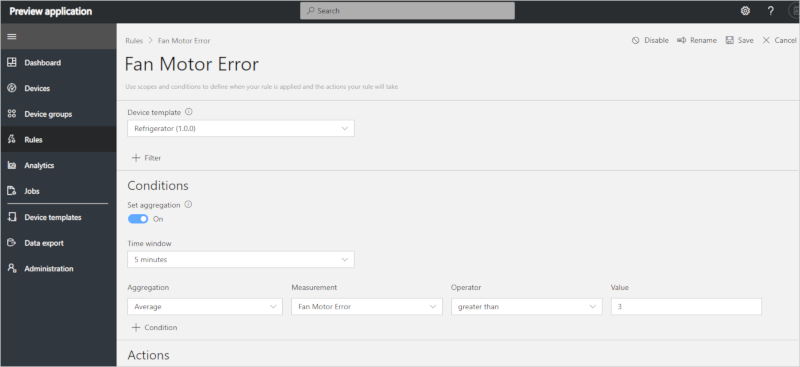 Preview application
Search
?
Dashboard
Devices
Device groups
Rules
Analytics
Jobs
Device templates
Data export
Administration
Rules > Fan Motor Error
Disable Rename Save Cancel
Fan Motor Error
Use scopes and conditions to define when your rule is applied and the actions your rule will take
Device template
Refrigerator (1.0.0)
+ Filter
Conditions
Set aggregation
On
Time window
5 minutes
Aggregation Measurement Operator Value
Average Fan Motor Error greater than 3
+ Condition
Actions